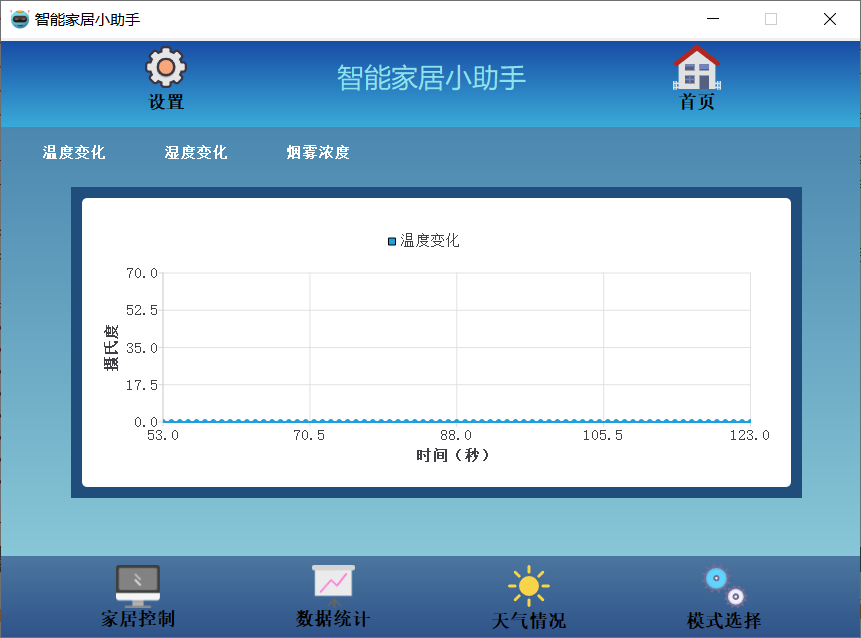 智能家居小助手
设置
智能家居小助手
首页
温度变化 湿度变化 烟雾浓度
温度变化
70.0
52.5
35.0
17.5
0.0
摄氏度
53.0 70.5 88.0 105.5 123.0
时间（秒）
家居控制 数据统计 天气情况 模式选择